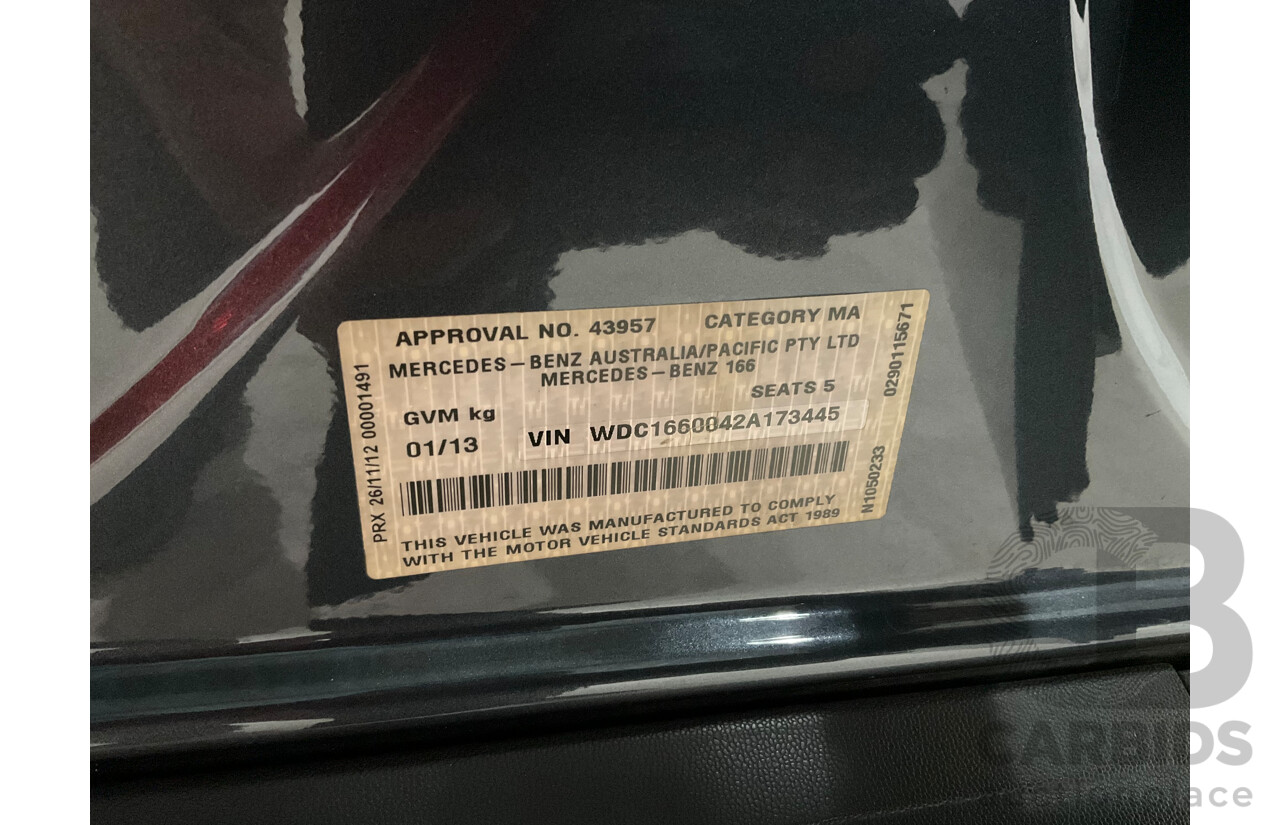 APPROVAL NO. 43957 CATEGORY MA
MERCEDES-BENZ AUSTRALIA/PACIFIC PTY LTD
MERCEDES-BENZ 166
SEATS 5
GVM kg
01/13 VIN WDC1660042A173445
THIS VEHICLE WAS MANUFACTURED TO COMPLY
WITH THE MOTOR VEHICLE STANDARDS ACT 1989
PRX 26/11/12 00001491
0290115671
N1050233
CARBIDS